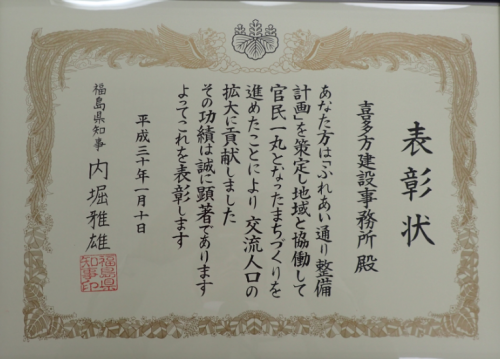 表彰状
喜多方建設事務所 殿
あなた方は「ふれあい通り整備
計画」を策定し地域と協働して
官民一丸となったまちづくりを
進めたことにより 交流人口の
拡大に貢献しました
その功績は誠に顕著であります
よってこれを表彰します
平成三十年一月十日
福島県知事 内堀雅雄
福島県
知事印